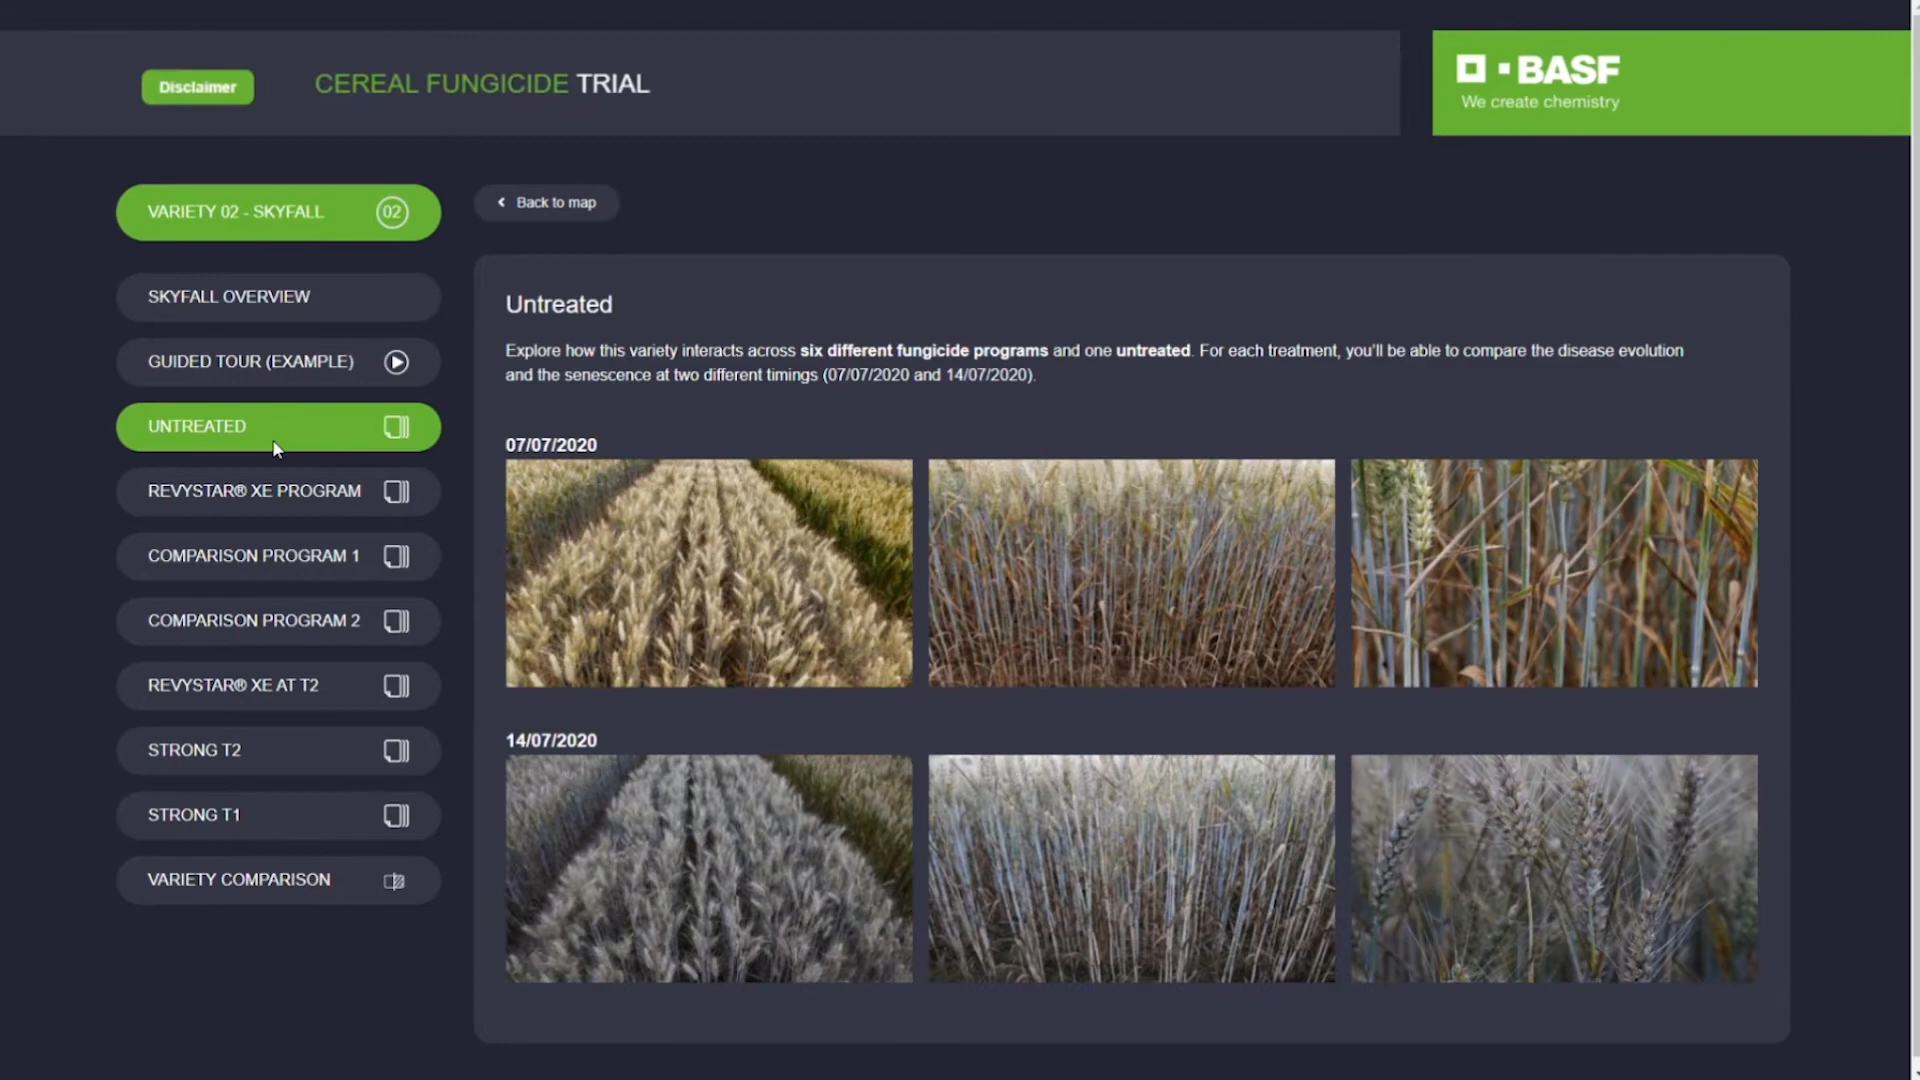 Disclaimer
CEREAL FUNGICIDE TRIAL
BASF
We create chemistry
VARIETY 02 - SKYFALL 02
Back to map
SKYFALL OVERVIEW
GUIDED TOUR (EXAMPLE)
UNTREATED
REVYSTAR® XE PROGRAM
COMPARISON PROGRAM 1
COMPARISON PROGRAM 2
REVYSTAR® XE AT T2
STRONG T2
STRONG T1
VARIETY COMPARISON
Untreated
Explore how this variety interacts across six different fungicide programs and one untreated. For each treatment, you'll be able to compare the disease evolution
and the senescence at two different timings (07/07/2020 and 14/07/2020).
07/07/2020
14/07/2020